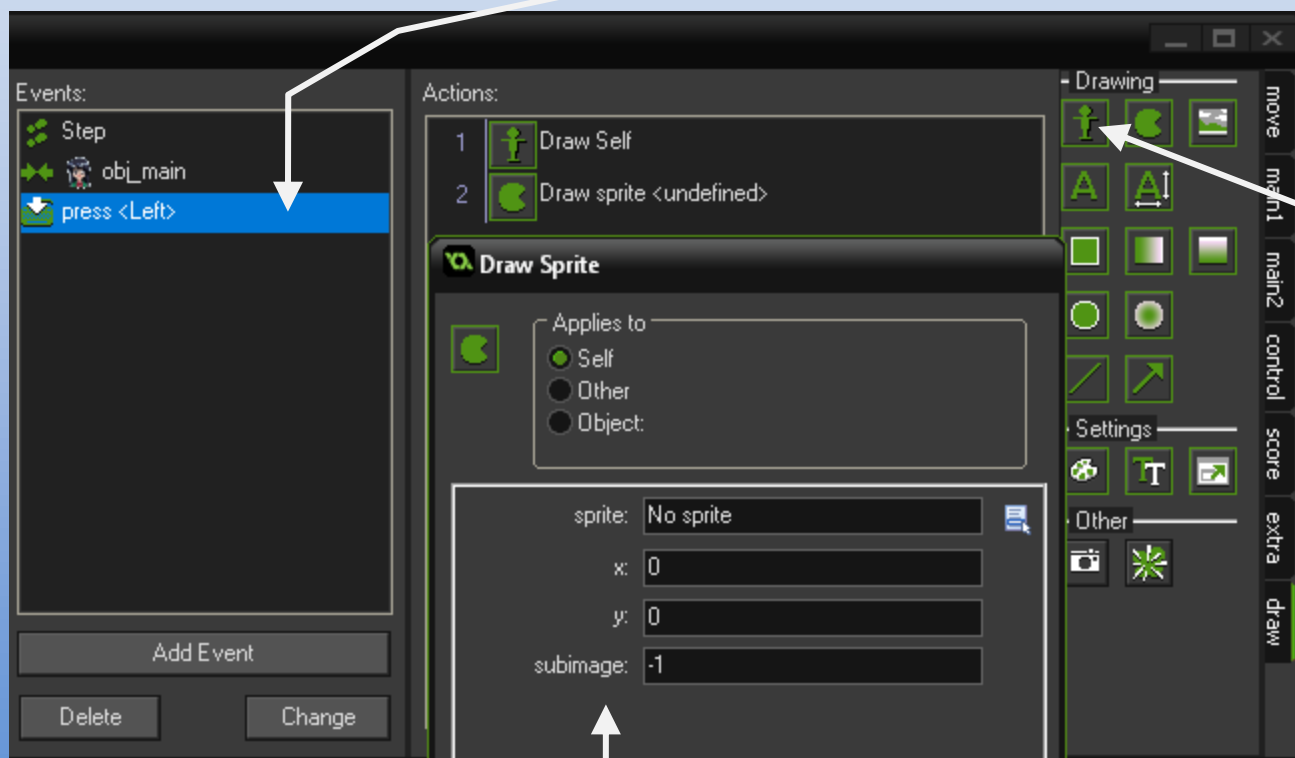 Events:
Step
obj_main
press <Left>
Add Event
Delete
Change
Actions:
1 Draw Self
2 Draw sprite <undefined>
Draw Sprite
Applies to
Self
Other
Object:
sprite: No sprite
x: 0
y: 0
subimage: -1
Drawing
A A
Settings
T T
Other
move
main1
main2
control
score
extra
draw